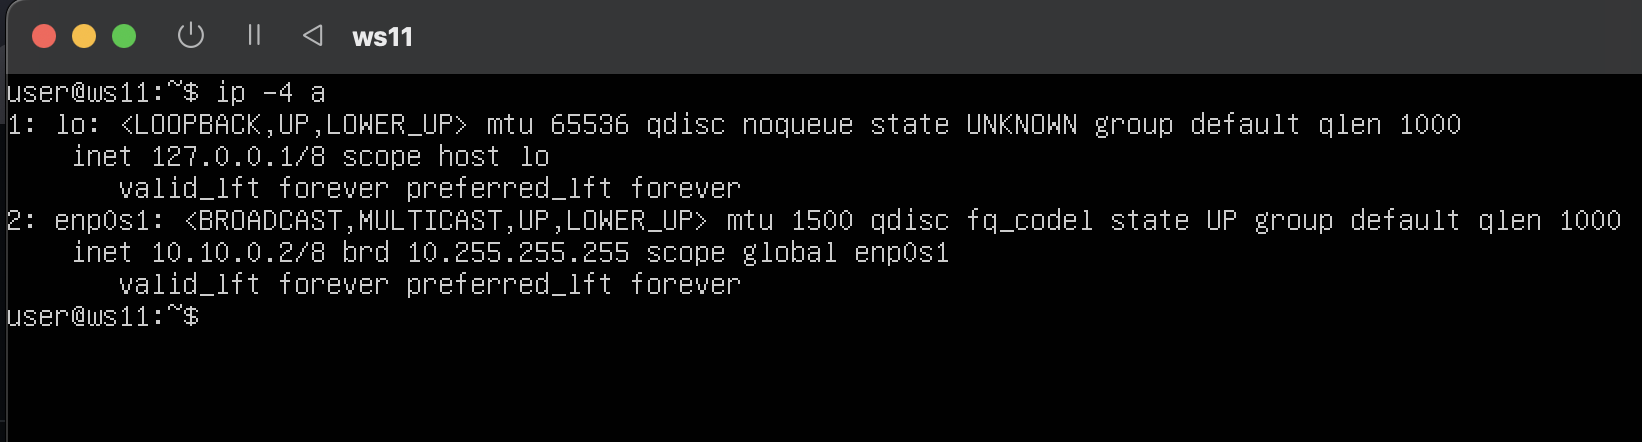 ws11
user@ws11:~$ ip -4 a
1: lo: <LOOPBACK,UP,LOWER_UP> mtu 65536 qdisc noqueue state UNKNOWN group default qlen 1000
    inet 127.0.0.1/8 scope host lo
       valid_lft forever preferred_lft forever
2: enp0s1: <BROADCAST,MULTICAST,UP,LOWER_UP> mtu 1500 qdisc fq_codel state UP group default qlen 1000
    inet 10.10.0.2/8 brd 10.255.255.255 scope global enp0s1
       valid_lft forever preferred_lft forever
user@ws11:~$